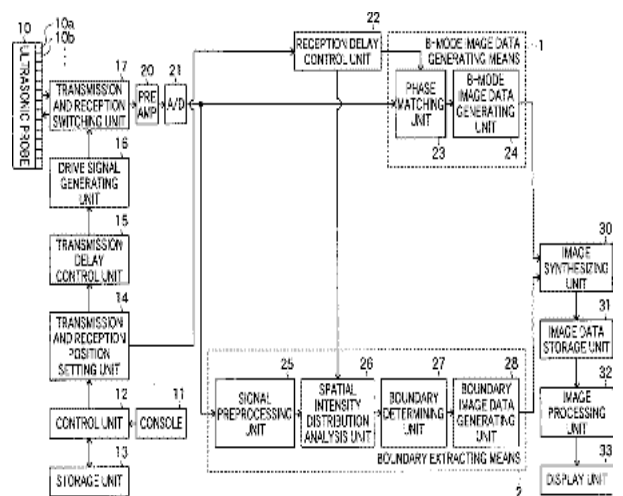 10
10a
10b
ULTRASONIC PROBE
17
TRANSMISSION
AND RECEPTION
SWITCHING UNIT
20
PRE
AMP
21
A/D
22
RECEPTION DELAY
CONTROL UNIT
B-MODE IMAGE DATA
GENERATING MEANS
1
PHASE
MATCHING
UNIT
23
B-MODE
IMAGE DATA
GENERATING
UNIT
24
16
DRIVE SIGNAL
GENERATING
UNIT
15
TRANSMISSION
DELAY
CONTROL UNIT
14
TRANSMISSION
AND RECEPTION
POSITION
SETTING UNIT
12
CONTROL UNIT
11
CONSOLE
13
STORAGE UNIT
25
SIGNAL
PREPROCESSING
UNIT
26
SPATIAL
INTENSITY
DISTRIBUTION
ANALYSIS UNIT
27
BOUNDARY
DETERMINING
UNIT
28
BOUNDARY
IMAGE DATA
GENERATING
UNIT
BOUNDARY EXTRACTING MEANS
2
30
IMAGE
SYNTHESIZING
UNIT
31
IMAGE DATA
STORAGE UNIT
32
IMAGE
PROCESSING
UNIT
33
DISPLAY UNIT